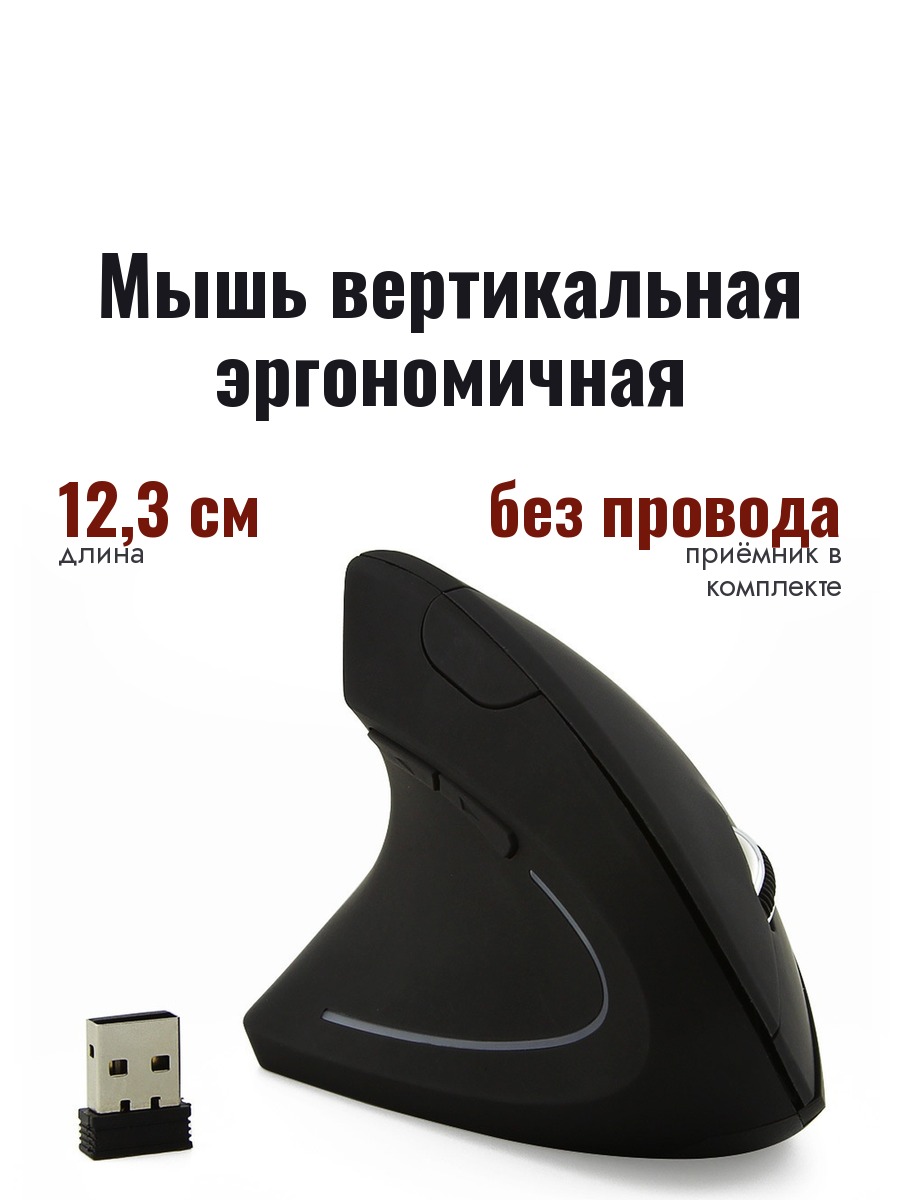 Мышь вертикальная
эргономичная
12,3 см
длина
без провода
приёмник в
комплекте